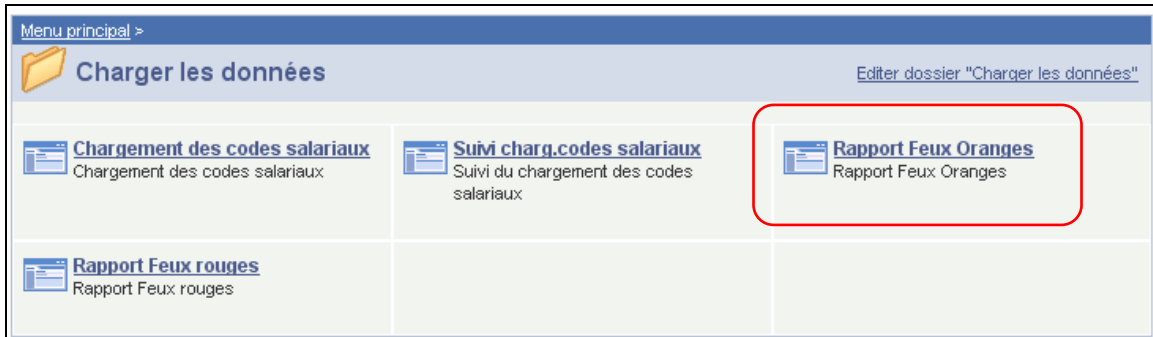 Menu principal >
Charger les données
Editer dossier "Charger les données"
Chargement des codes salariaux
Chargement des codes salariaux
Suivi charg.codes salariaux
Suivi du chargement des codes
salariaux
Rapport Feux Oranges
Rapport Feux Oranges
Rapport Feux rouges
Rapport Feux rouges